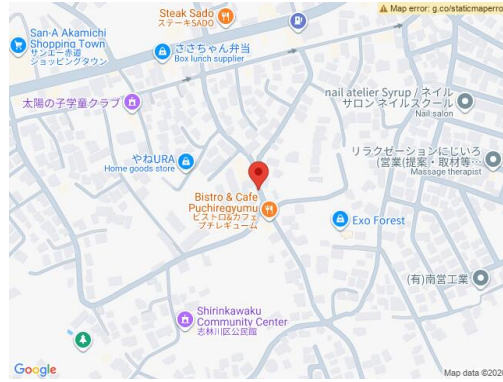 Map error: g.co/staticmaperro
Steak Sado
ステーキSADO
San-A Akamichi
Shopping Town
サンエー赤道
ショッピングタウン
ささちゃん弁当
Box lunch supplier
太陽の子学童クラブ
nail atelier Syrup / ネイル
サロン ネイルスクール
Nail salon
やねURA
Home goods store
リラクゼーションにじいろ
(営業(提案・取材等…
Massage therapist
Bistro & Cafe
Puchiregyumu
ビストロ&カフェ
プチレギューム
Exo Forest
(有)南営工業
Shirinkawaku
Community Center
志林川区公民館
Google
Map data ©202